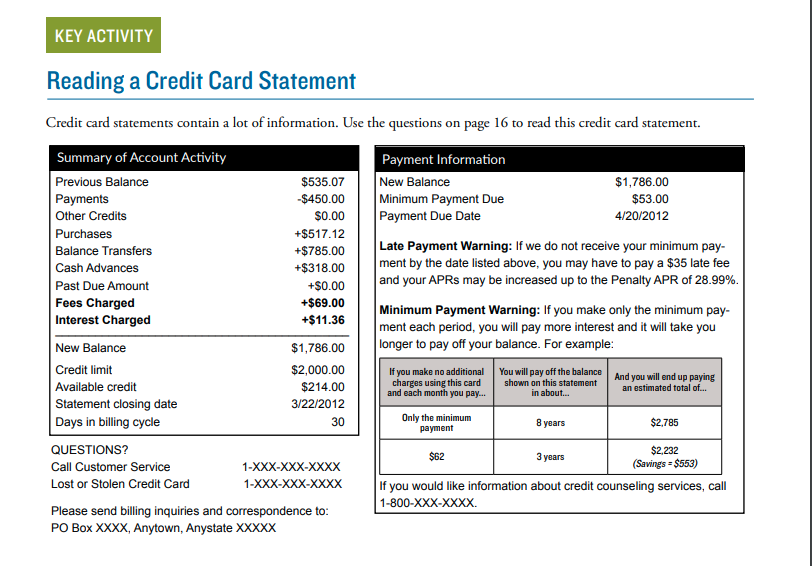 KEY ACTIVITY
Reading a Credit Card Statement
Credit card statements contain a lot of information. Use the questions on page 16 to read this credit card statement.
Summary of Account Activity
Previous Balance $535.07
Payments -$450.00
Other Credits $0.00
Purchases +$517.12
Balance Transfers +$785.00
Cash Advances +$318.00
Past Due Amount +$0.00
Fees Charged +$69.00
Interest Charged +$11.36
New Balance $1,786.00
Credit limit $2,000.00
Available credit $214.00
Statement closing date 3/22/2012
Days in billing cycle 30
QUESTIONS?
Call Customer Service 1-XXX-XXX-XXXX
Lost or Stolen Credit Card 1-XXX-XXX-XXXX
Please send billing inquiries and correspondence to:
PO Box XXXX, Anytown, Anystate XXXXX
Payment Information
New Balance $1,786.00
Minimum Payment Due $53.00
Payment Due Date 4/20/2012
Late Payment Warning: If we do not receive your minimum pay-
ment by the date listed above, you may have to pay a $35 late fee
and your APRs may be increased up to the Penalty APR of 28.99%.
Minimum Payment Warning: If you make only the minimum pay-
ment each period, you will pay more interest and it will take you
longer to pay off your balance. For example:
If you make no additional
charges using this card
and each month you pay...
You will pay off the balance
shown on this statement
in about...
And you will end up paying
an estimated total of...
Only the minimum
payment
8 years
$2,785
$62
3 years
$2,232
(Savings = $553)
If you would like information about credit counseling services, call
1-800-XXX-XXXX.